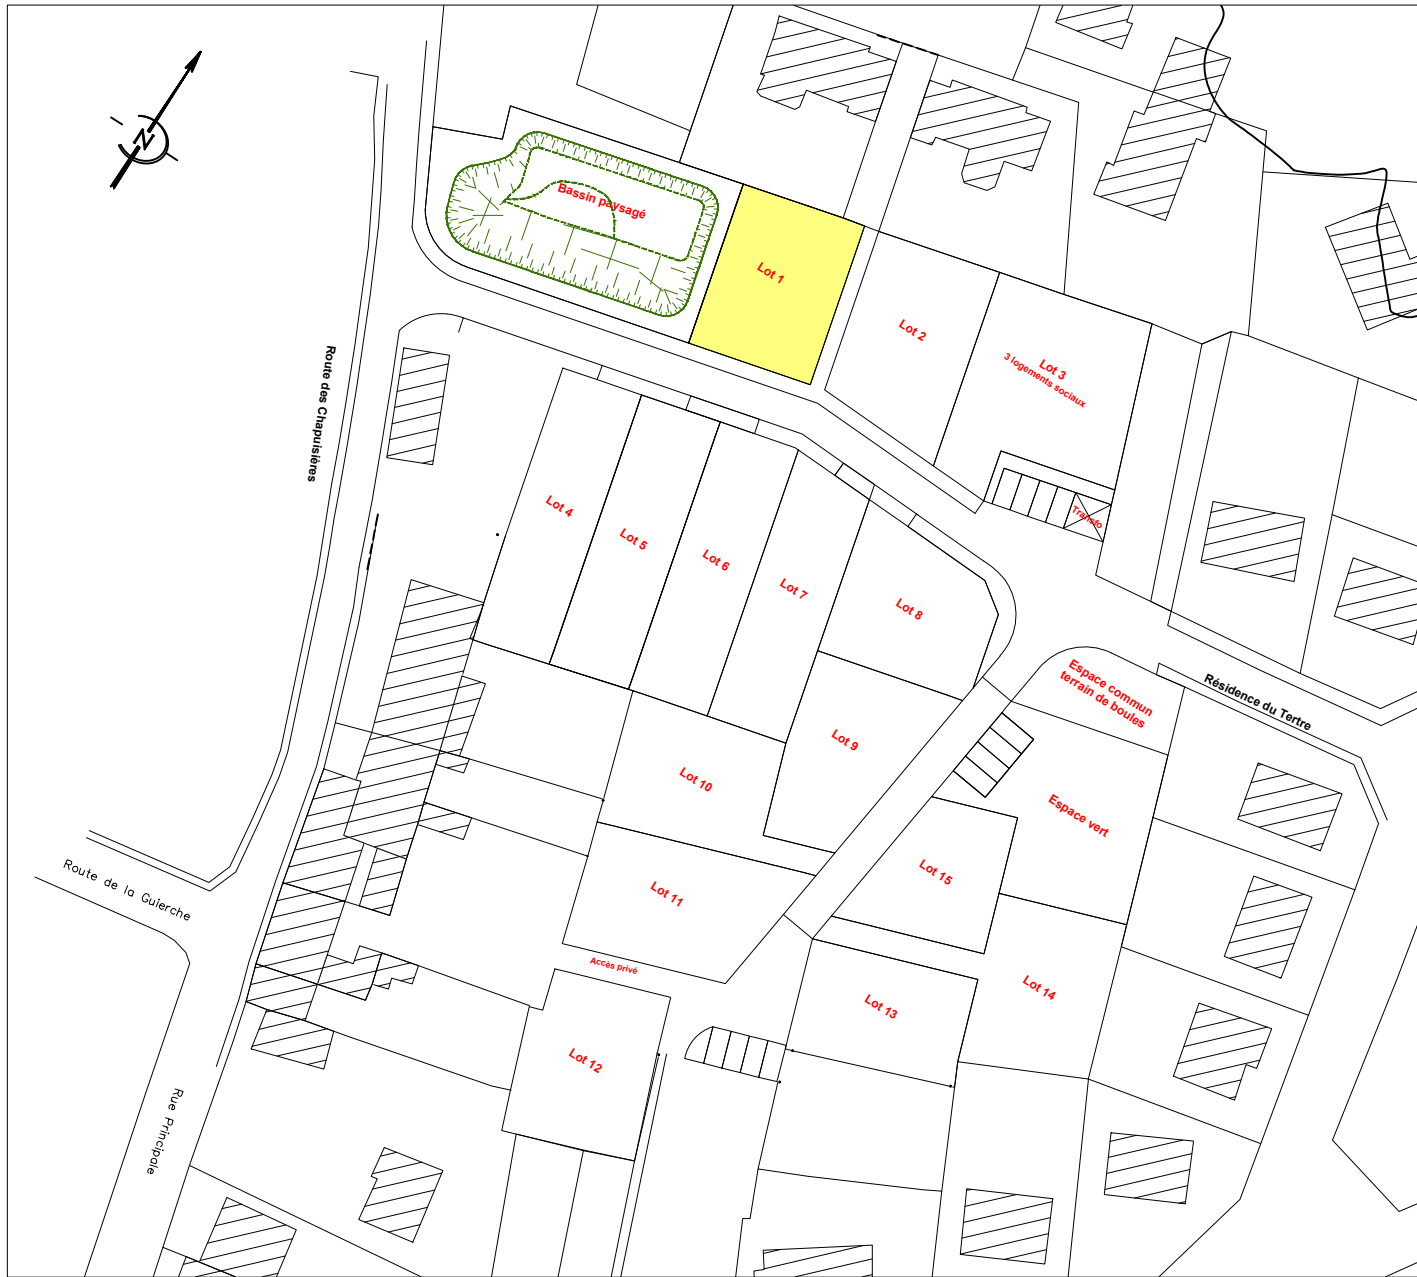 N
Bassin paysagé
Lot 1
Lot 2
Lot 3
3 logements sociaux
Route des Chapuisières
Lot 4
Lot 5
Lot 6
Lot 7
Transfo
Lot 8
Espace commun
terrain de boules
Résidence du Tertre
Lot 9
Lot 10
Espace vert
Lot 15
Lot 11
Route de la Guierche
Accès privé
Lot 14
Lot 13
Lot 12
Rue Principale